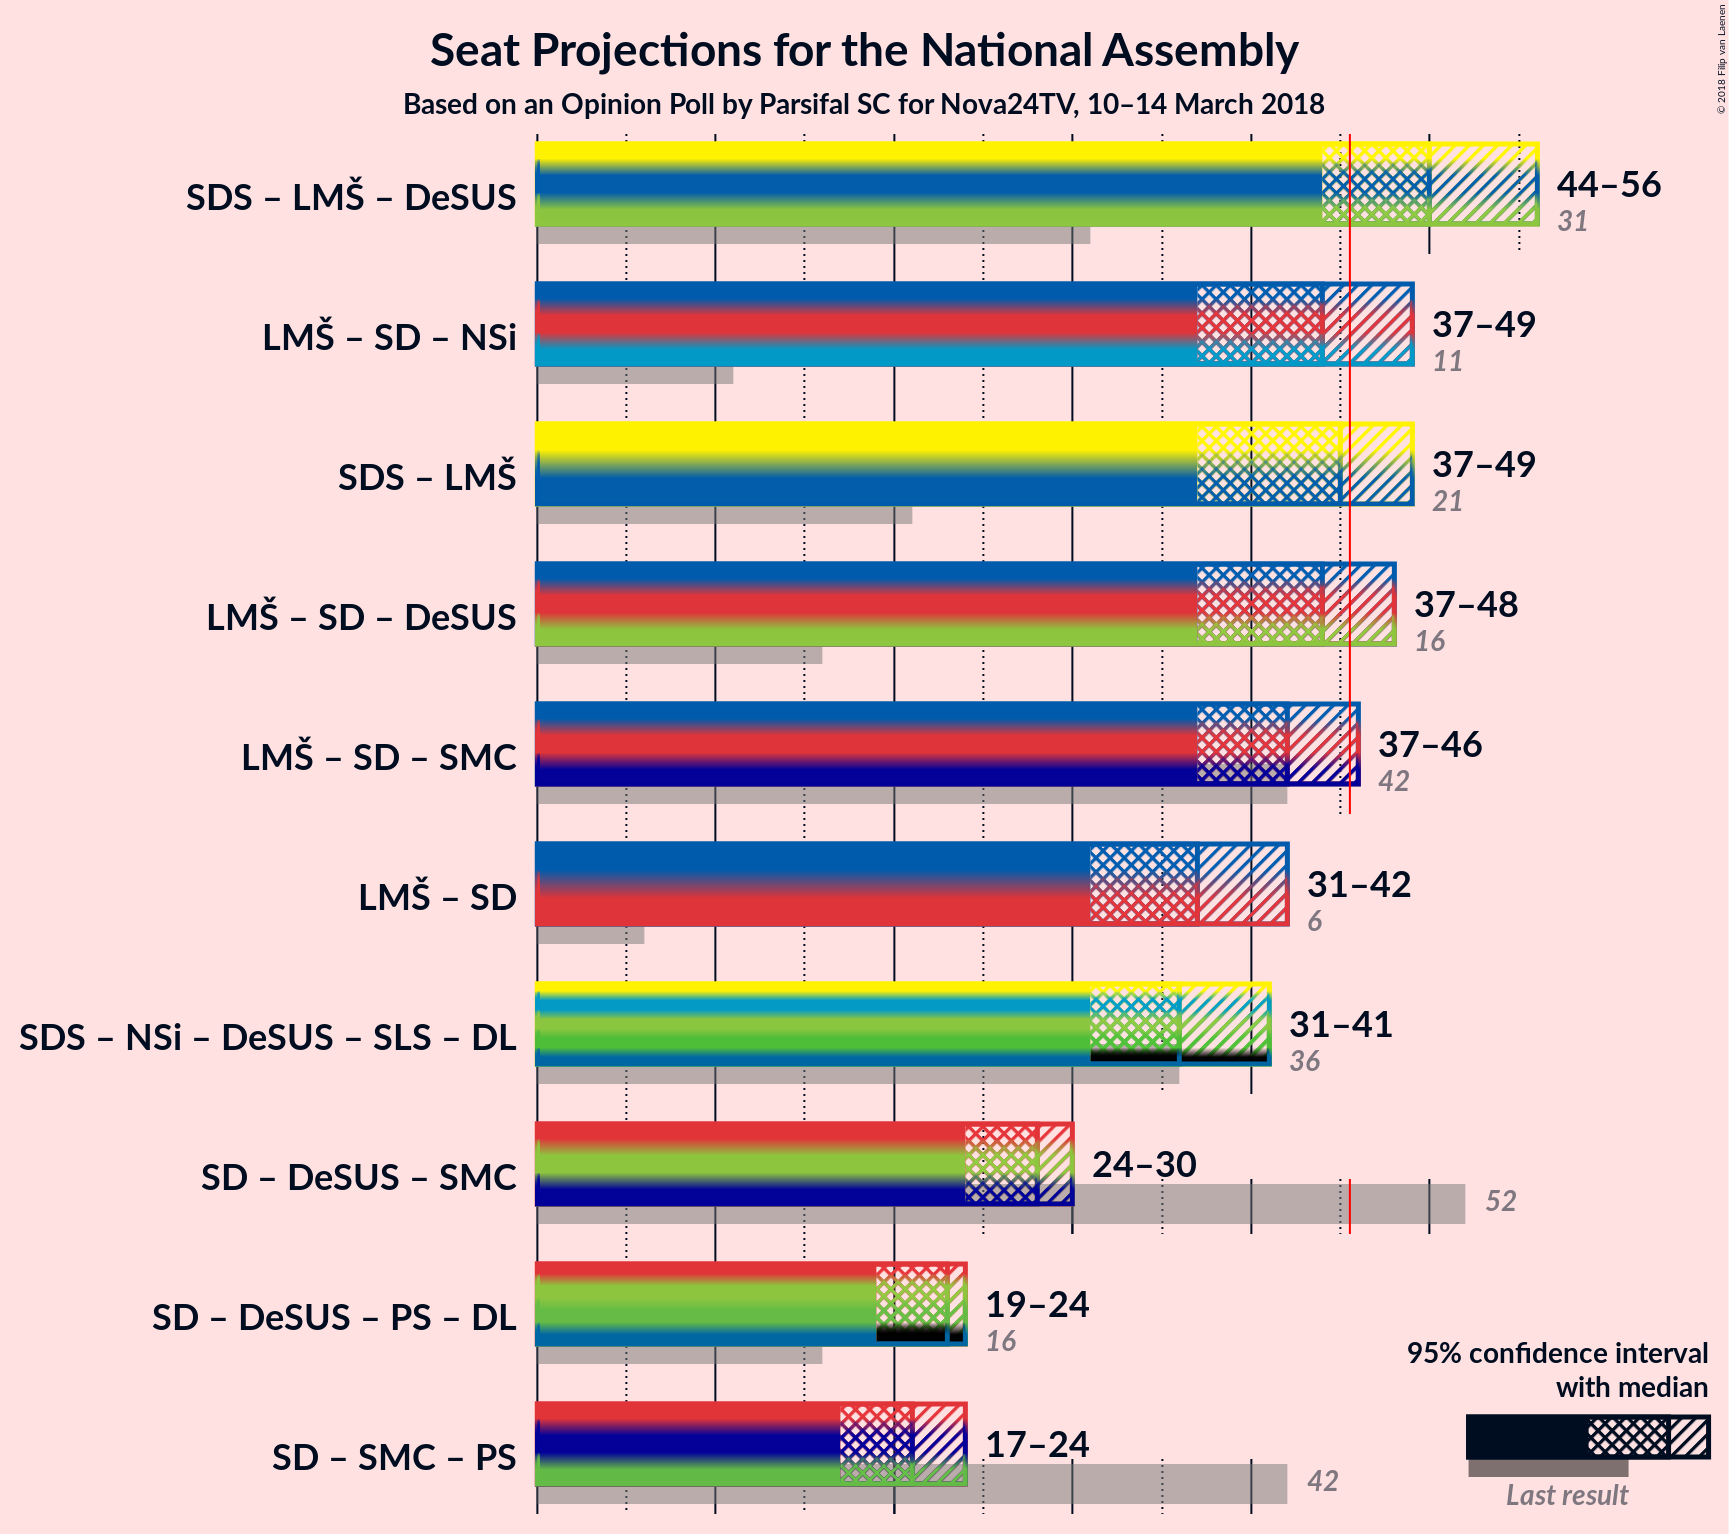 Seat Projections for the National Assembly
Based on an Opinion Poll by Parsifal SC for Nova24TV, 10–14 March 2018
© 2018 Filip van Laenen
SDS – LMŠ – DeSUS
44–56
31
LMŠ – SD – NSi
37–49
11
SDS – LMŠ
37–49
21
LMŠ – SD – DeSUS
37–48
16
LMŠ – SD – SMC
37–46
42
LMŠ – SD
31–42
6
SDS – NSi – DeSUS – SLS – DL
31–41
36
SD – DeSUS – SMC
24–30
52
SD – DeSUS – PS – DL
19–24
16
SD – SMC – PS
17–24
42
95% confidence interval
with median
Last result